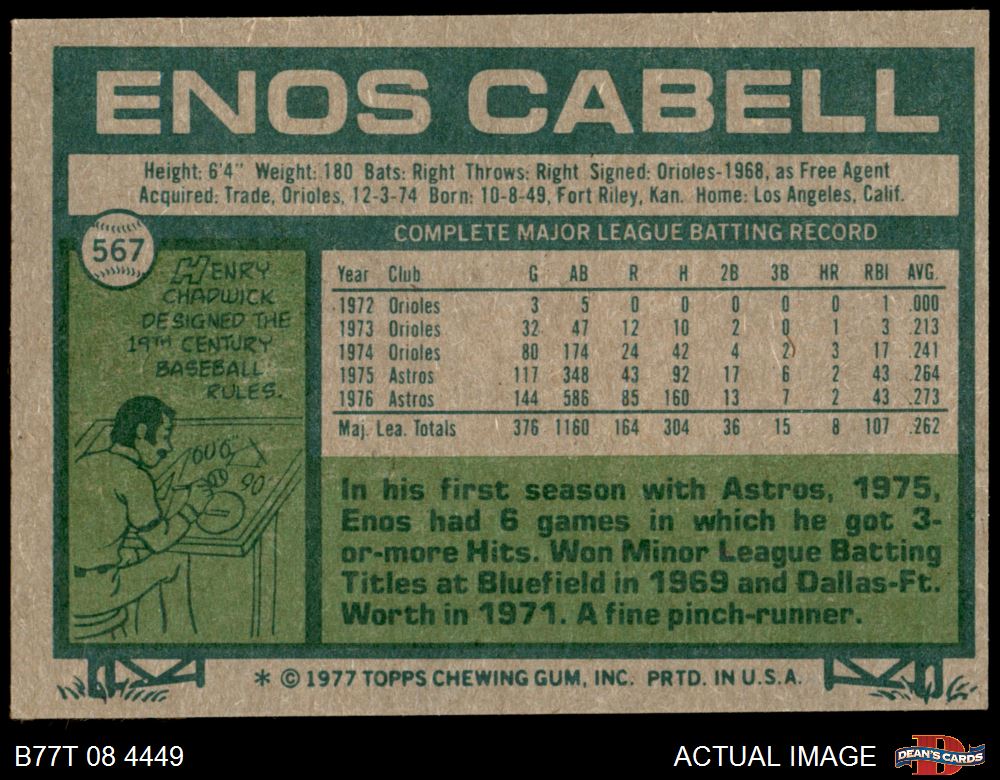 ENOS CABELL
Height: 6'4" Weight: 180 Bats: Right Throws: Right Signed: Orioles-1968, as Free Agent
Acquired: Trade, Orioles, 12-3-74 Born: 10-8-49, Fort Riley, Kan. Home: Los Angeles, Calif.
567
HENRY
CHADWICK
DESIGNED THE
19TH CENTURY
BASEBALL
RULES.
600
90
COMPLETE MAJOR LEAGUE BATTING RECORD
Year Club G AB R H 2B 3B HR RBI AVG.
1972 Orioles 3 5 0 0 0 0 0 1 .000
1973 Orioles 32 47 12 10 2 0 1 3 .213
1974 Orioles 80 174 24 42 4 2 3 17 .241
1975 Astros 117 348 43 92 17 6 2 43 .264
1976 Astros 144 586 85 160 13 7 2 43 .273
Maj. Lea. Totals 376 1160 164 304 36 15 8 107 .262
In his first season with Astros, 1975,
Enos had 6 games in which he got 3-
or-more Hits. Won Minor League Batting
Titles at Bluefield in 1969 and Dallas-Ft.
Worth in 1971. A fine pinch-runner.
* © 1977 TOPPS CHEWING GUM, INC. PRTD. IN U.S.A.
B77T 08 4449
ACTUAL IMAGE
D
DEAN'S CARDS